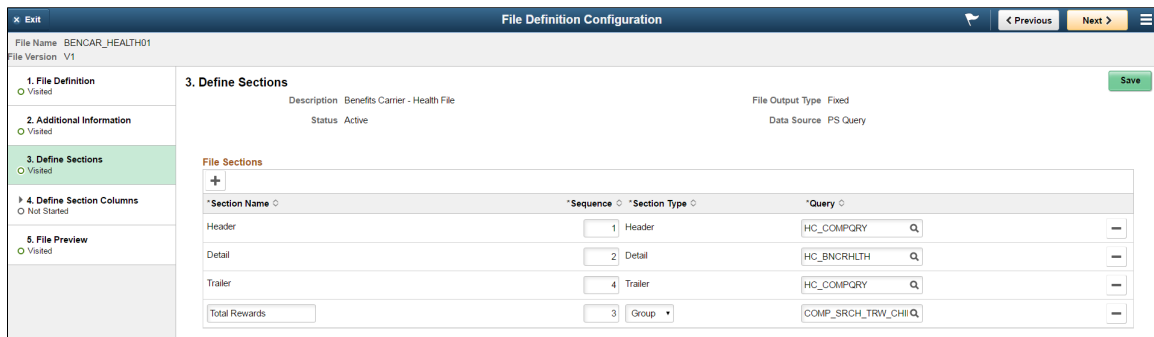 × Exit
File Definition Configuration
< Previous
Next >
File Name BENCAR_HEALTH01
File Version V1
1. File Definition
Visited
2. Additional Information
Visited
3. Define Sections
Visited
4. Define Section Columns
Not Started
5. File Preview
Visited
3. Define Sections
Save
Description Benefits Carrier - Health File
File Output Type Fixed
Status Active
Data Source PS Query
File Sections
+
*Section Name *Sequence *Section Type *Query
Header 1 Header HC_COMPQRY
Detail 2 Detail HC_BNCRHLTH
Trailer 4 Trailer HC_COMPQRY
Total Rewards 3 Group COMP_SRCH_TRW_CHI